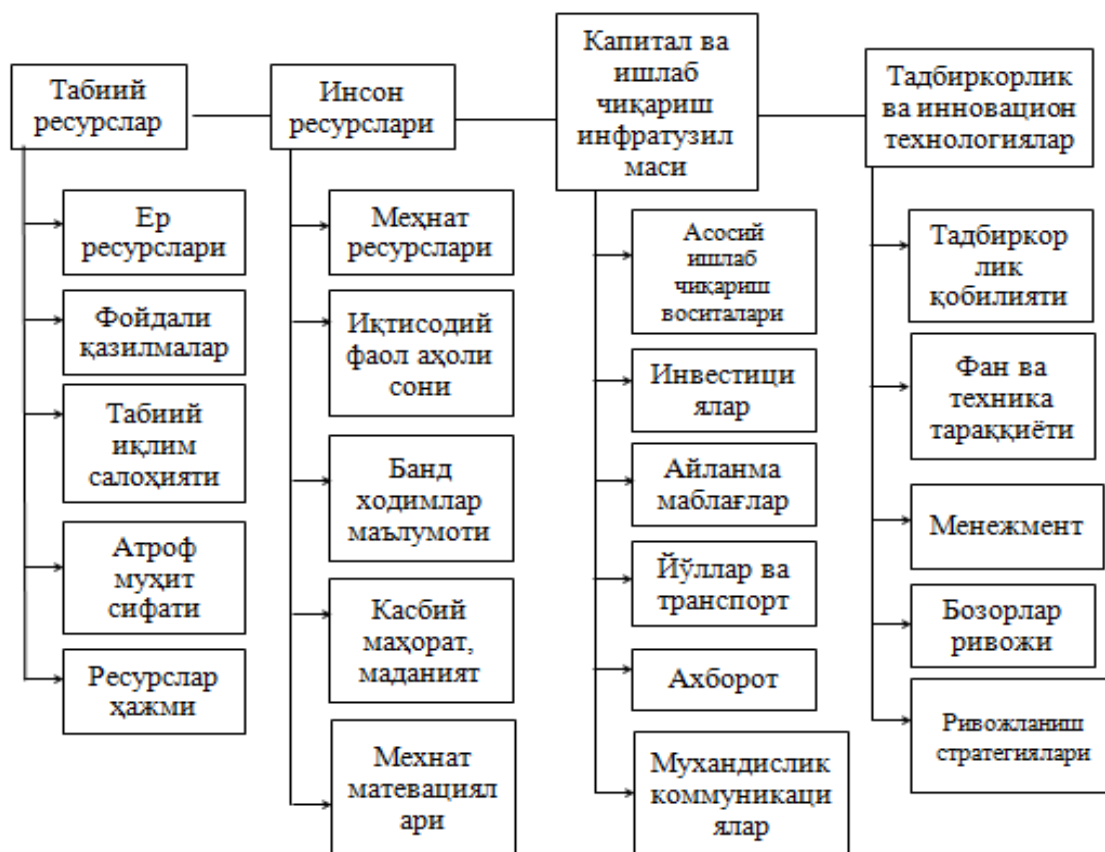 Табиий
ресурслар
Ер
ресурслари
Фойдали
қазилмалар
Табиий
иқлим
салоҳияти
Атроф
муҳит
сифати
Ресурслар
ҳажми
Инсон
ресурслари
Меҳнат
ресурслари
Иқтисодий
фаол аҳоли
сони
Банд
ходимлар
маълумоти
Касбий
маҳорат,
маданият
Мехнат
матевациял
ари
Капитал ва
ишлаб
чиқариш
инфратузил
маси
Асосий
ишлаб
чиқариш
воситалари
Инвестици
ялар
Айланма
маблағлар
Йўллар ва
транспорт
Ахборот
Мухандислик
коммуникаци
ялар
Тадбиркорлик
ва инновацион
технологиялар
Тадбиркор
лик
қобилияти
Фан ва
техника
тараққиёти
Менежмент
Бозорлар
ривожи
Ривожланиш
стратегиялари